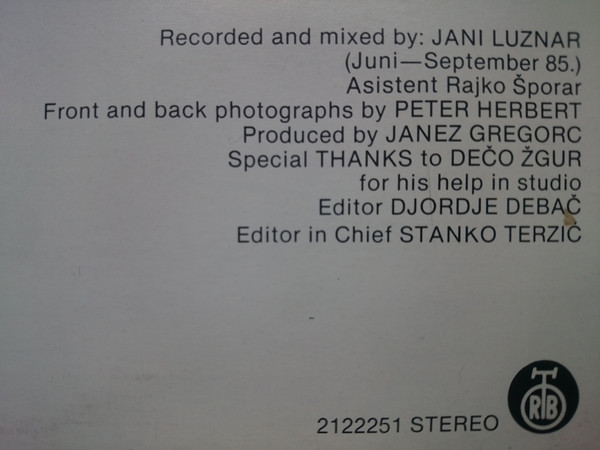 Recorded and mixed by: JANI LUZNAR
(Juni—September 85.)
Asistent Rajko Šporar
Front and back photographs by PETER HERBERT
Produced by JANEZ GREGORC
Special THANKS to DEČO ŽGUR
for his help in studio
Editor DJORDJE DEBAČ
Editor in Chief STANKO TERZIČ
2122251 STEREO
RTB